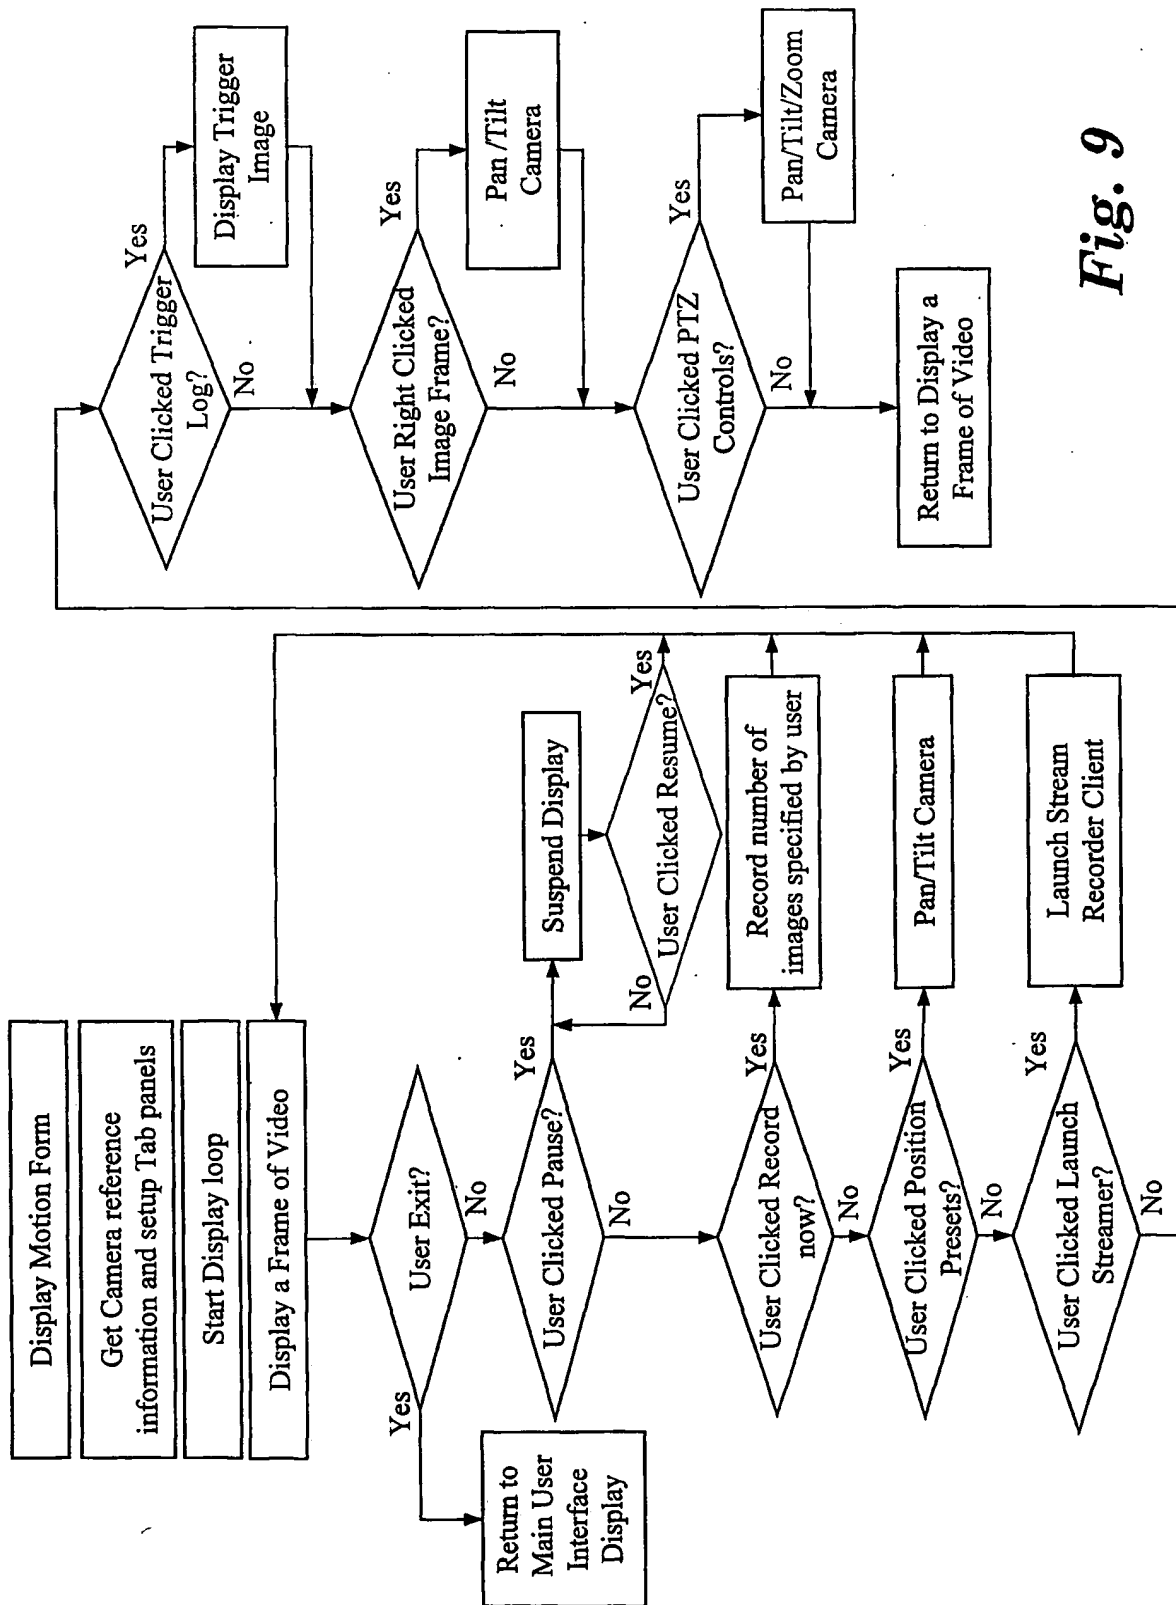 Display Motion Form
Get Camera reference
information and setup Tab panels
Start Display loop
Display a Frame of Video
User Exit?
Yes
No
Return to
Main User
Interface
Display
User Clicked Pause?
Yes
No
Suspend Display
User Clicked Resume?
Yes
No
User Clicked Record
now?
Yes
No
Record number of
images specified by user
User Clicked Position
Presets?
Yes
No
Pan/Tilt Camera
User Clicked Launch
Streamer?
Yes
No
Launch Stream
Recorder Client
User Clicked Trigger
Log?
Yes
No
Display Trigger
Image
User Right Clicked
Image Frame?
Yes
No
Pan /Tilt
Camera
User Clicked PTZ
Controls?
Yes
No
Pan/Tilt/Zoom
Camera
Return to Display a
Frame of Video
Fig. 9